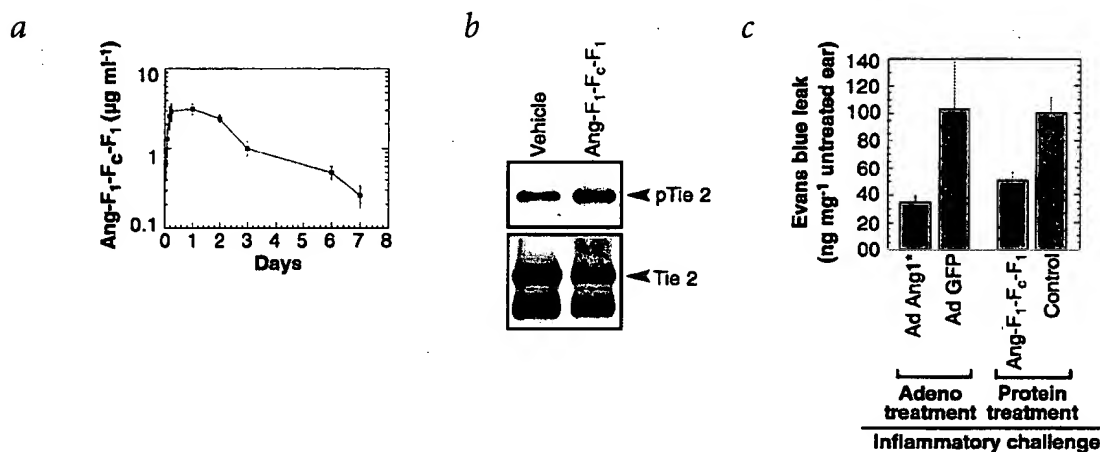 a
Ang-F1-Fc-F1 (µg ml-1)
10
1
0.1
0 1 2 3 4 5 6 7 8
Days
b
Vehicle
Ang-F1-Fc-F1
pTie 2
Tie 2
c
Evans blue leak
(ng mg-1 untreated ear)
140
120
100
80
60
40
20
00
Ad Ang1*
Ad GFP
Ang-F1-Fc-F1
Control
Adeno
treatment
Protein
treatment
Inflammatory challenge